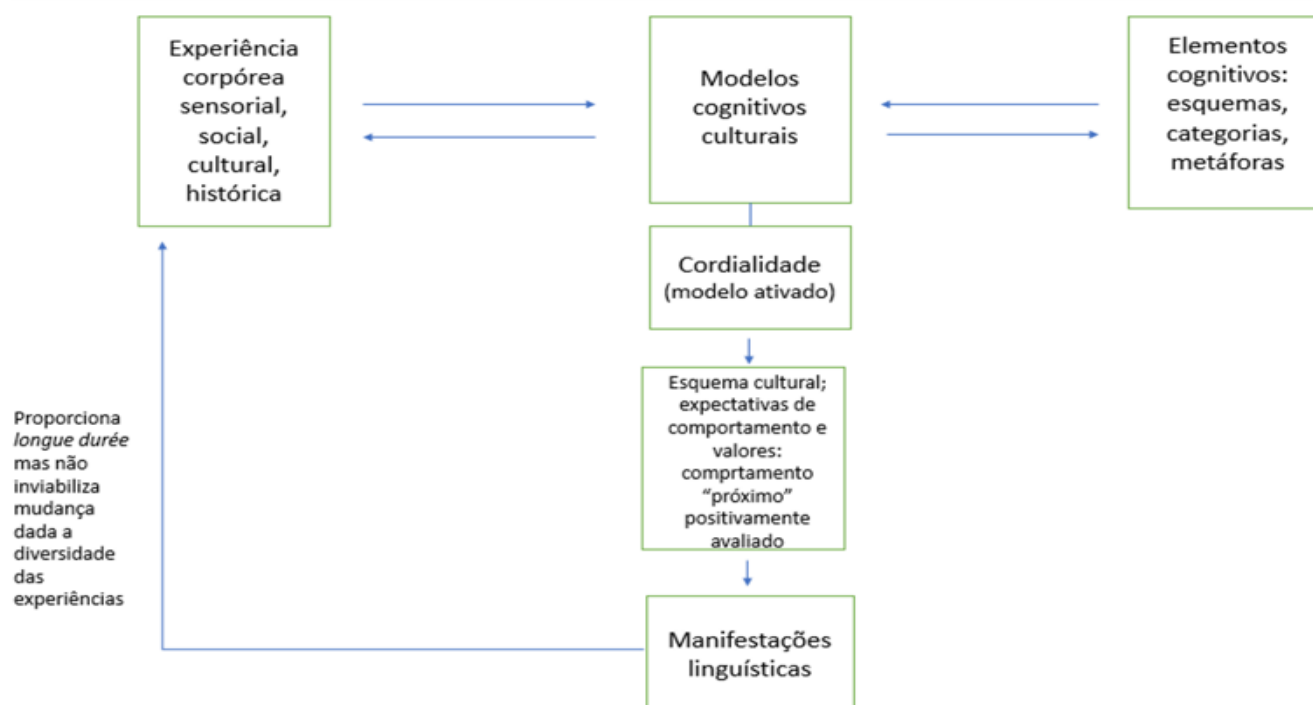 Experiência
corpórea
sensorial,
social,
cultural,
histórica
Modelos
cognitivos
culturais
Elementos
cognitivos:
esquemas,
categorias,
metáforas
Cordialidade
(modelo ativado)
Esquema cultural;
expectativas de
comportamento e
valores:
comprtamento
“próximo”
positivamente
avaliado
Proporciona
longue durée
mas não
inviabiliza
mudança
dada a
diversidade
das
experiências
Manifestações
linguísticas